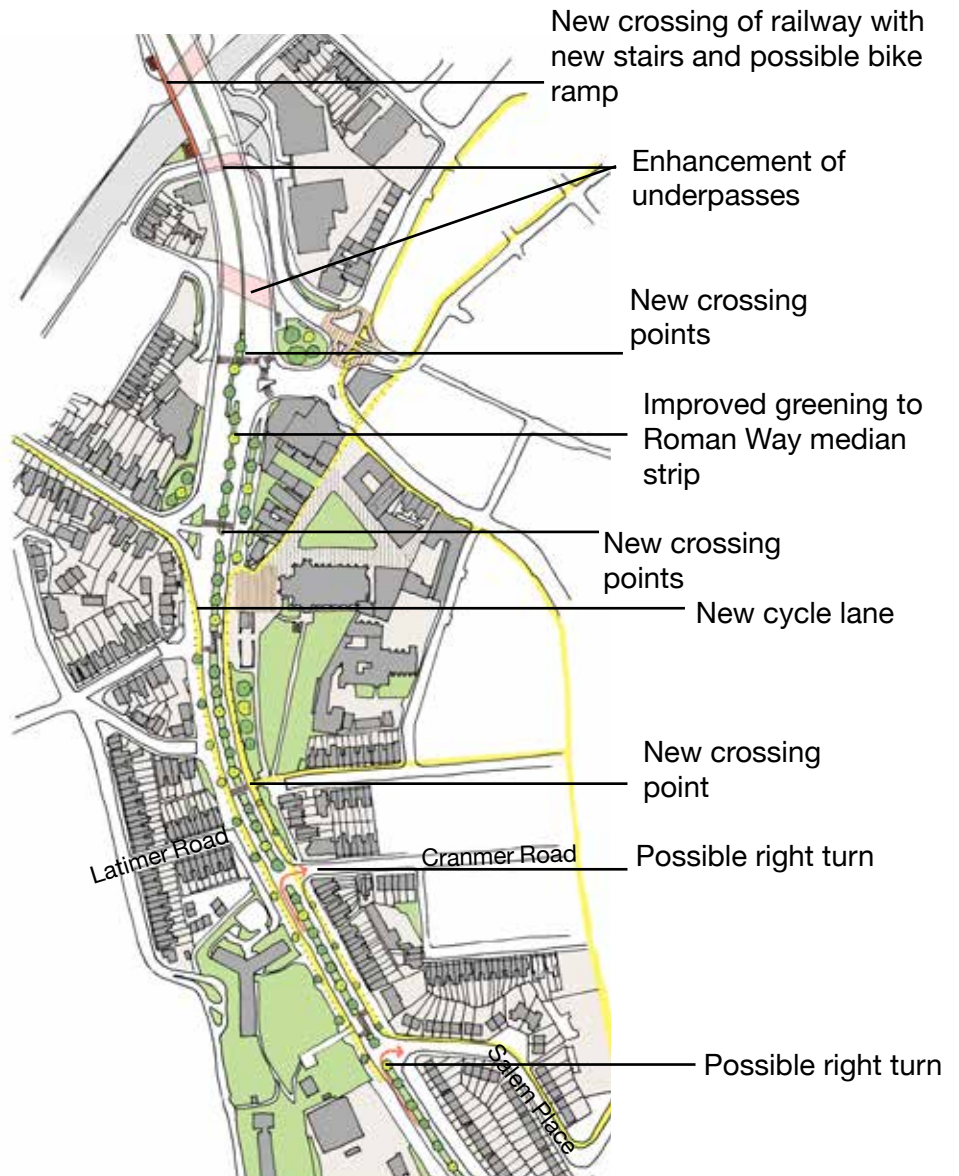 New crossing of railway with
new stairs and possible bike
ramp
Enhancement of
underpasses
New crossing
points
Improved greening to
Roman Way median
strip
New crossing
points
New cycle lane
New crossing
point
Latimer Road
Cranmer Road
Possible right turn
Salem Place
Possible right turn